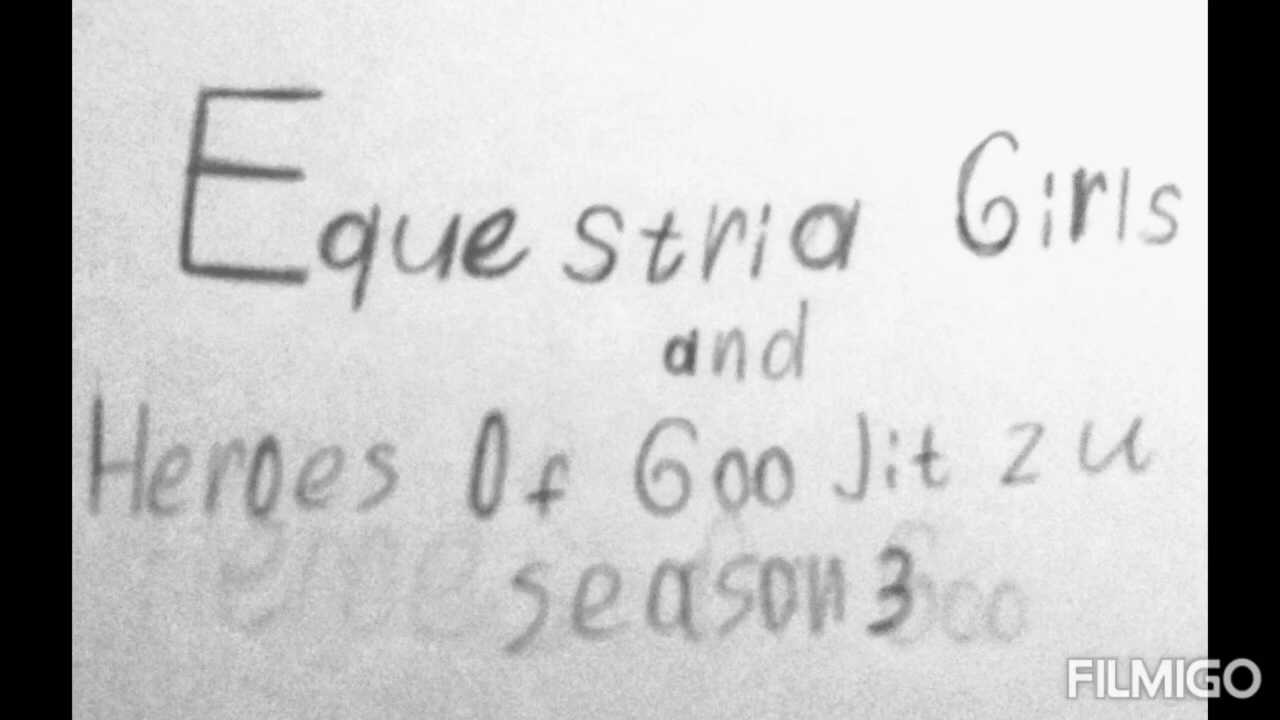 Equestria Girls
and
Heroes Of Goo Jit zu
season 3
FILMIGO